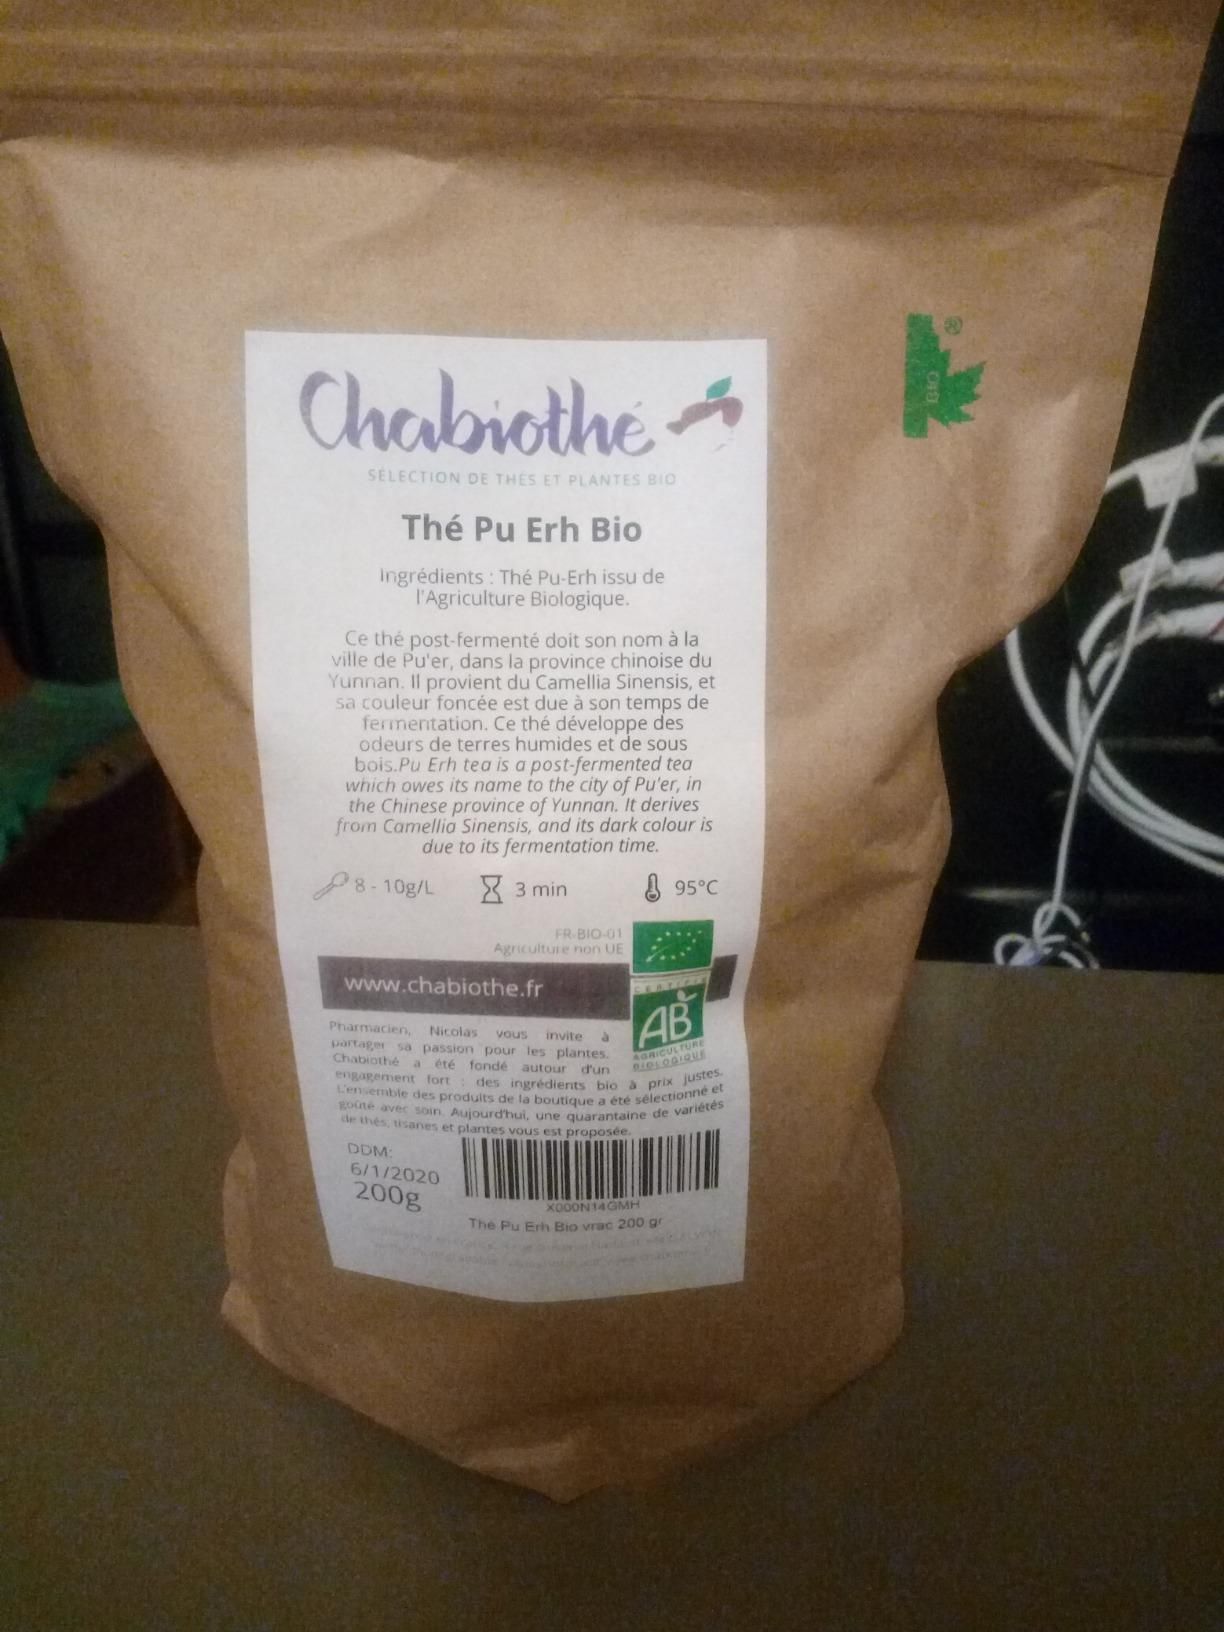 Chabiothé
SÉLECTION DE THÉS ET PLANTES BIO
BIO
®
Thé Pu Erh Bio
Ingrédients : Thé Pu-Erh issu de
l'Agriculture Biologique.
Ce thé post-fermenté doit son nom à la
ville de Pu'er, dans la province chinoise du
Yunnan. Il provient du Camellia Sinensis, et
sa couleur foncée est due à son temps de
fermentation. Ce thé développe des
odeurs de terres humides et de sous
bois.Pu Erh tea is a post-fermented tea
which owes its name to the city of Pu'er, in
the Chinese province of Yunnan. It derives
from Camellia Sinensis, and its dark colour is
due to its fermentation time.
8 - 10g/L 3 min 95°C
FR-BIO-01
Agriculture non UE
www.chabiothe.fr
CERTIFIÉ
AB
AGRICULTURE
BIOLOGIQUE
Pharmacien, Nicolas vous invite à
partager sa passion pour les plantes.
Chabiothé a été fondé autour d'un
engagement fort : des ingrédients bio à prix justes.
L'ensemble des produits de la boutique a été sélectionné et
goûté avec soin. Aujourd'hui, une quarantaine de variétés
de thés, tisanes et plantes vous est proposée.
DDM:
6/1/2020
200g
X000N14GMH
Thé Pu Erh Bio vrac 200 gr